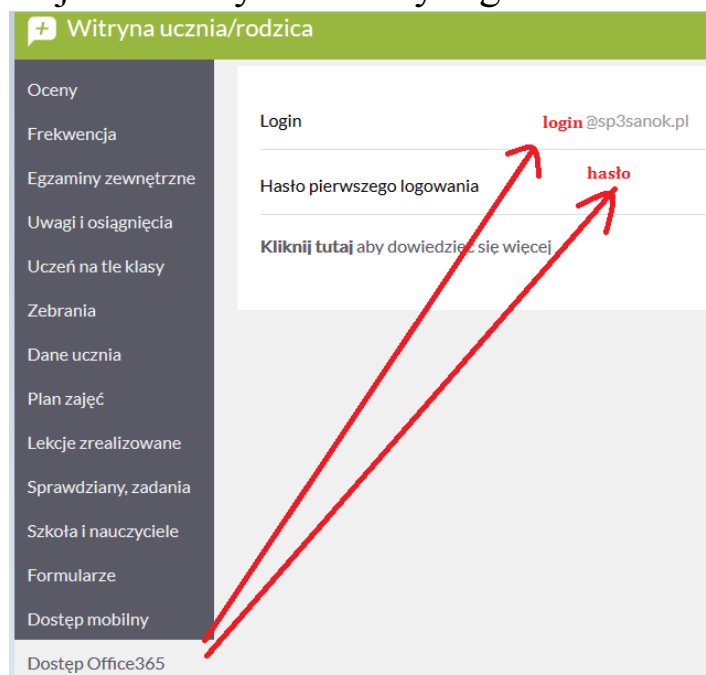 Witryna ucznia/rodzica
Oceny
Frekwencja
Egzaminy zewnętrzne
Uwagi i osiągnięcia
Uczeń na tle klasy
Zebrania
Dane ucznia
Plan zajęć
Lekcje zrealizowane
Sprawdziany, zadania
Szkoła i nauczyciele
Formularze
Dostęp mobilny
Dostęp Office365
Login login @sp3sanok.pl
Hasło pierwszego logowania hasło
Kliknij tutaj aby dowiedzięć się więcej